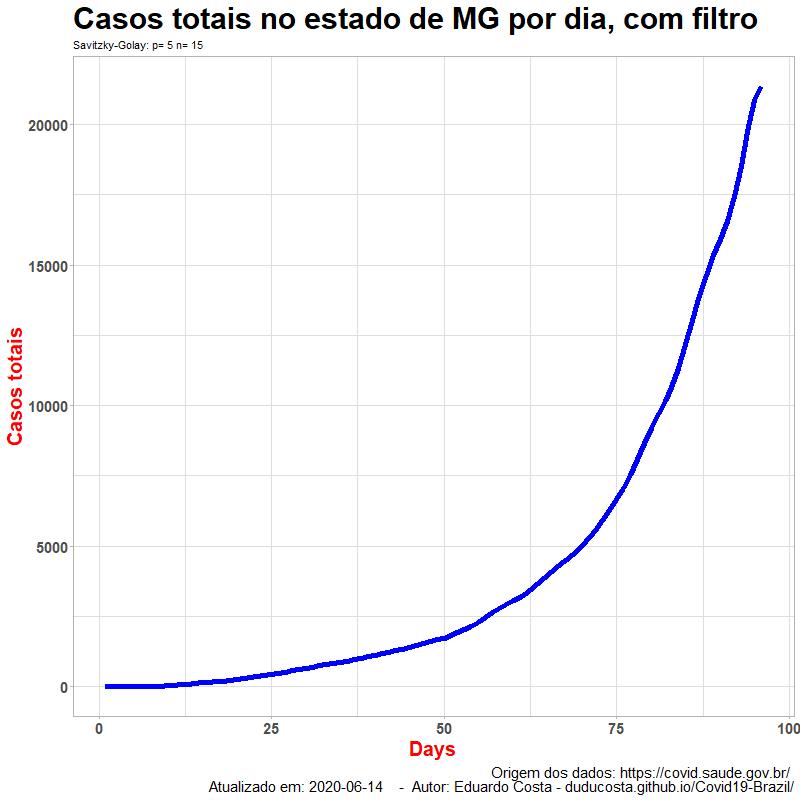 Casos totais no estado de MG por dia, com filtro
Savitzky-Golay: p= 5 n= 15
Casos totais
20000
15000
10000
5000
0
0 25 50 75 100
Days
Origem dos dados: https://covid.saude.gov.br/
Atualizado em: 2020-06-14 - Autor: Eduardo Costa - duducosta.github.io/Covid19-Brazil/